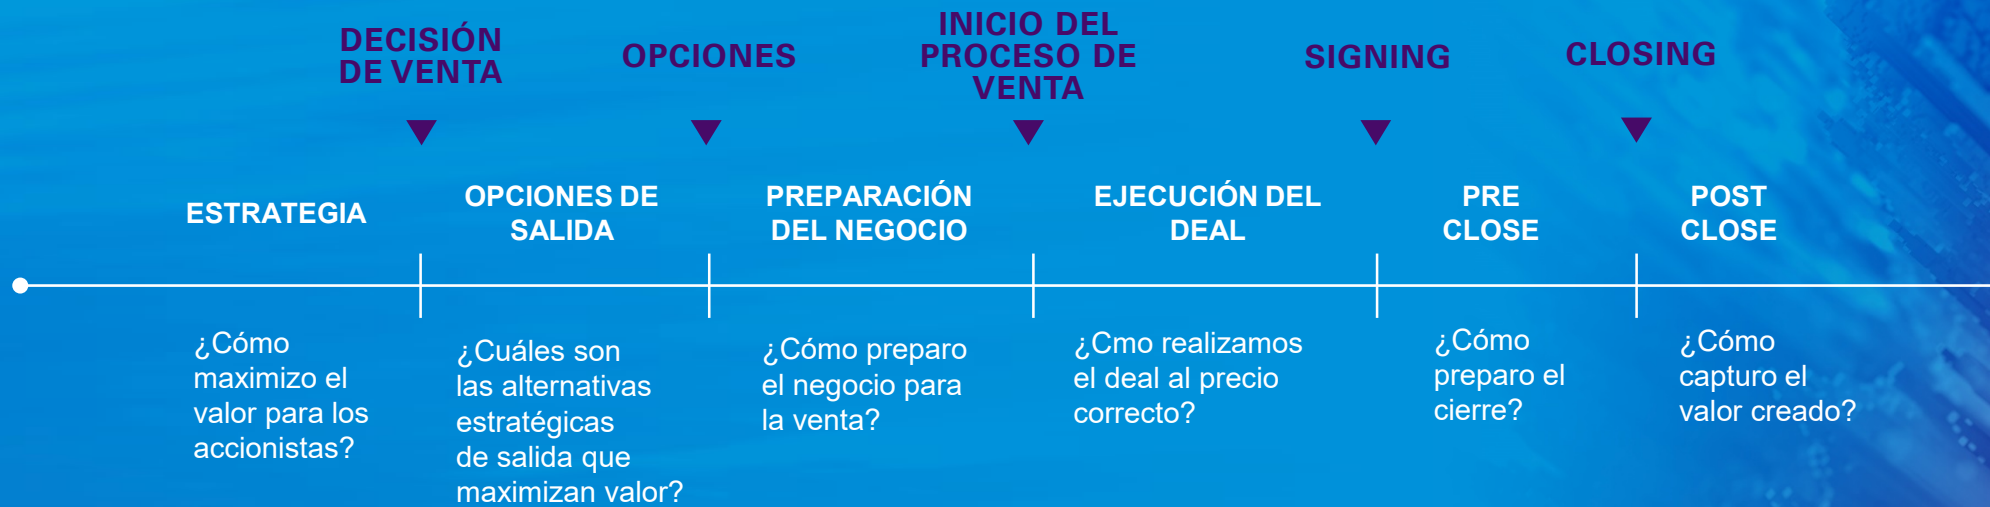 DECISIÓN
DE VENTA
OPCIONES
INICIO DEL
PROCESO DE
VENTA
SIGNING
CLOSING
ESTRATEGIA
OPCIONES DE
SALIDA
PREPARACIÓN
DEL NEGOCIO
EJECUCIÓN DEL
DEAL
PRE
CLOSE
POST
CLOSE
¿Cómo
maximizo el
valor para los
accionistas?
¿Cuáles son
las alternativas
estratégicas
de salida que
maximizan valor?
¿Cómo preparo
el negocio para
la venta?
¿Cmo realizamos
el deal al precio
correcto?
¿Cómo
preparo el
cierre?
¿Cómo
capturo el
valor creado?